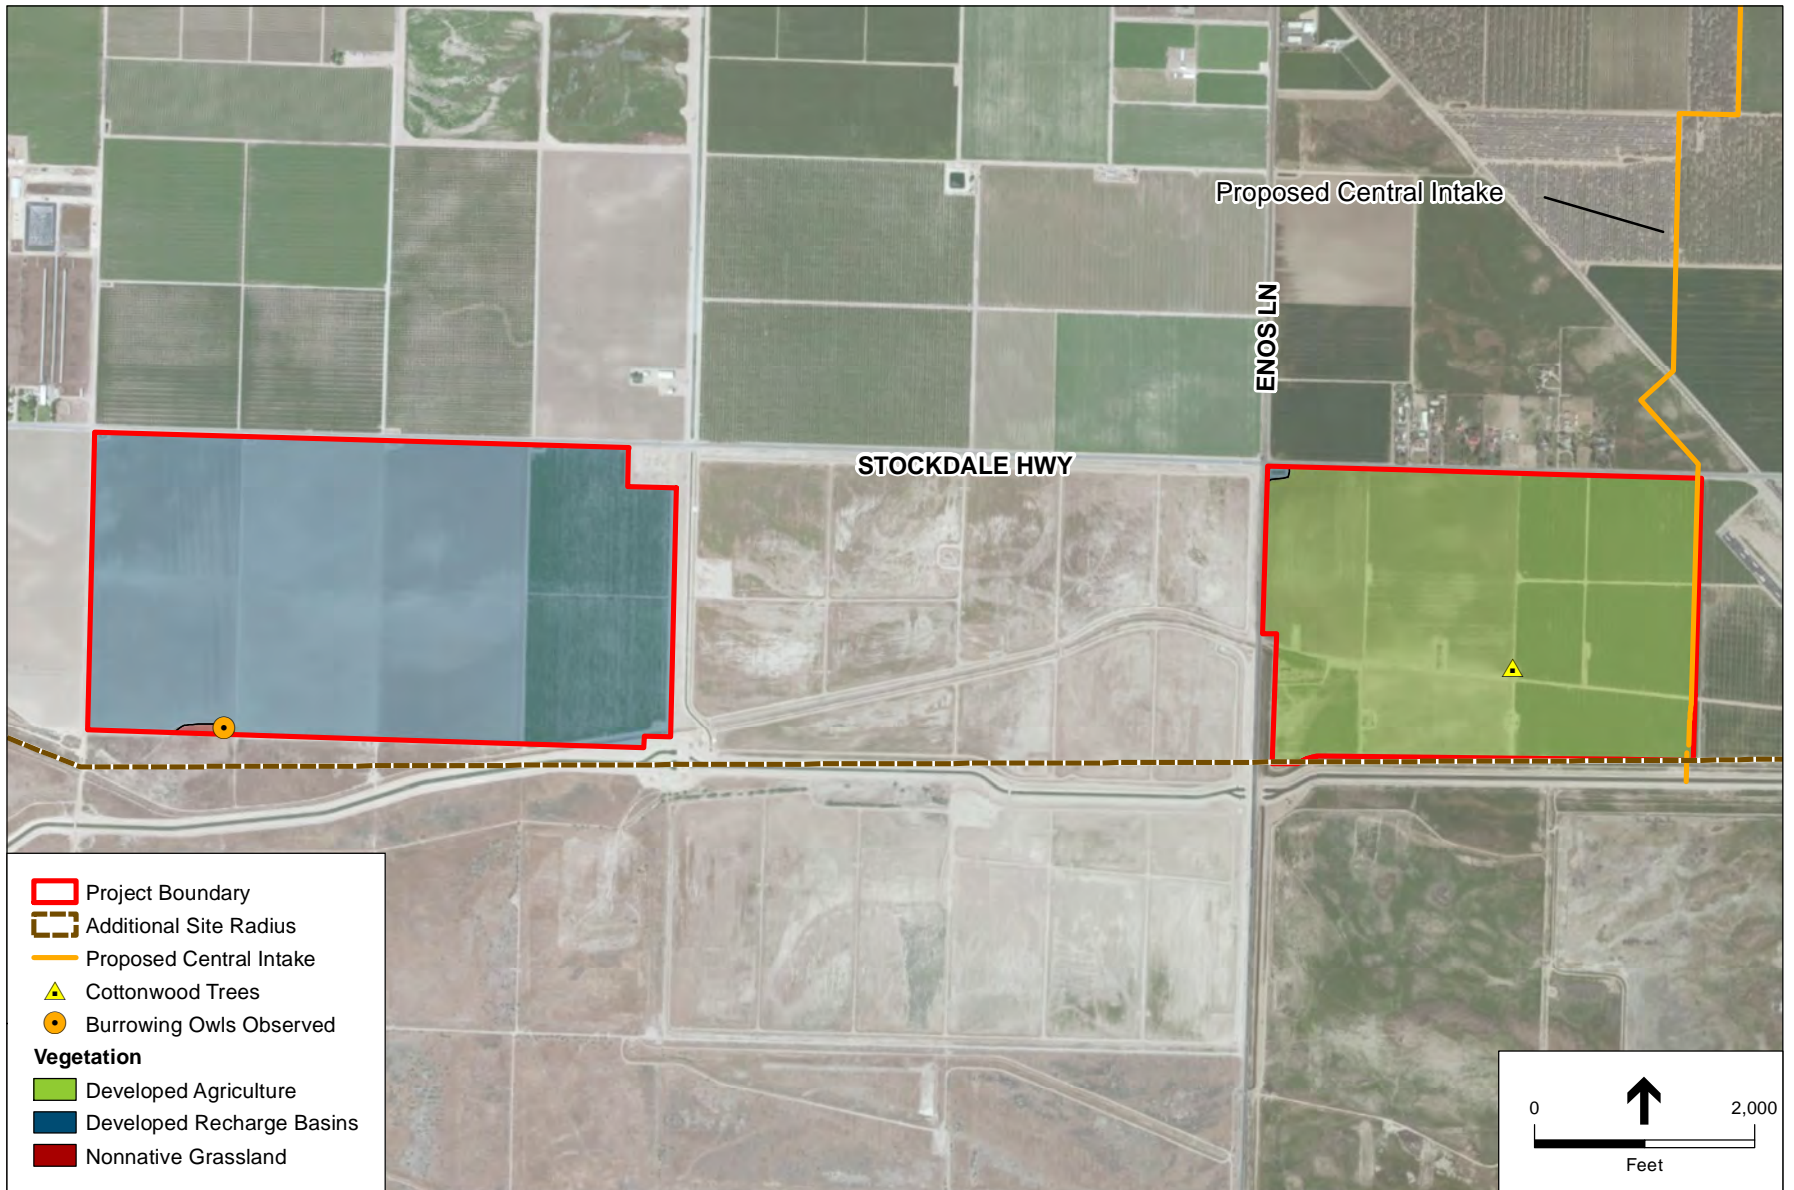 Proposed Central Intake
ENOS LN
STOCKDALE HWY
Project Boundary
Additional Site Radius
Proposed Central Intake
Cottonwood Trees
Burrowing Owls Observed
Vegetation
Developed Agriculture
Developed Recharge Basins
Nonnative Grassland
0 2,000
Feet